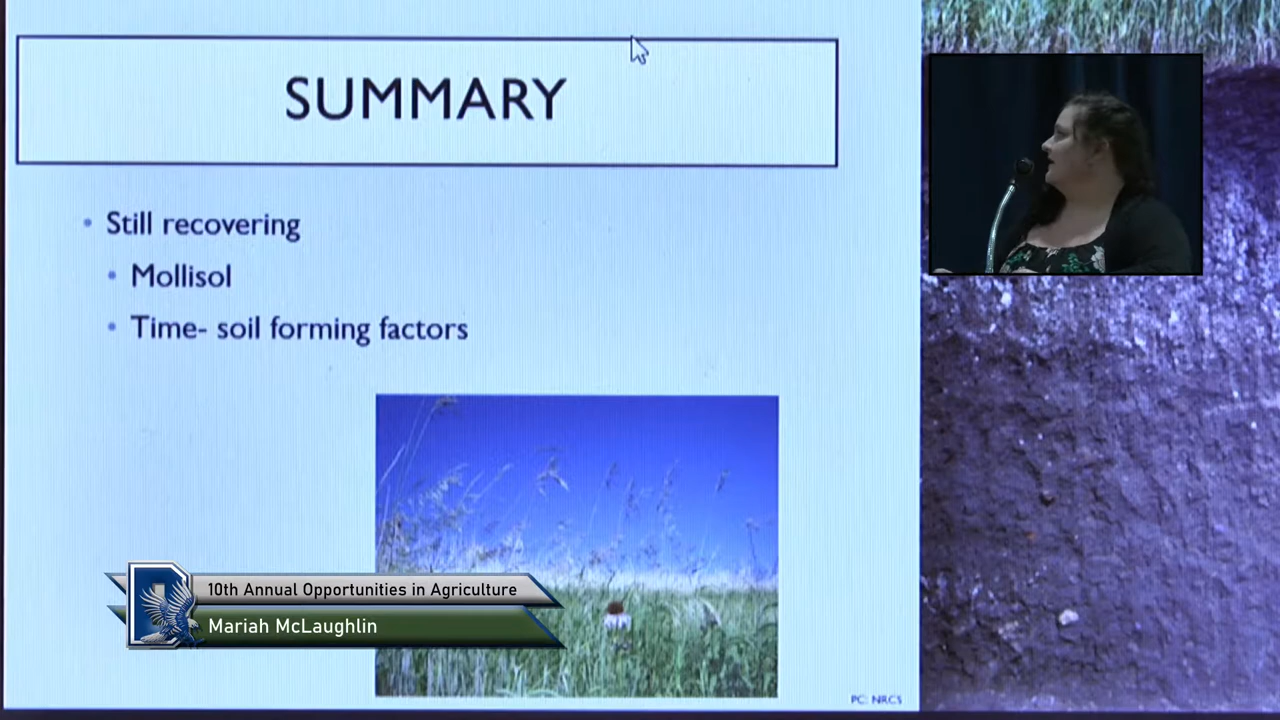 SUMMARY
• Still recovering
• Mollisol
• Time- soil forming factors
10th Annual Opportunities in Agriculture
Mariah McLaughlin
PC: NRCS